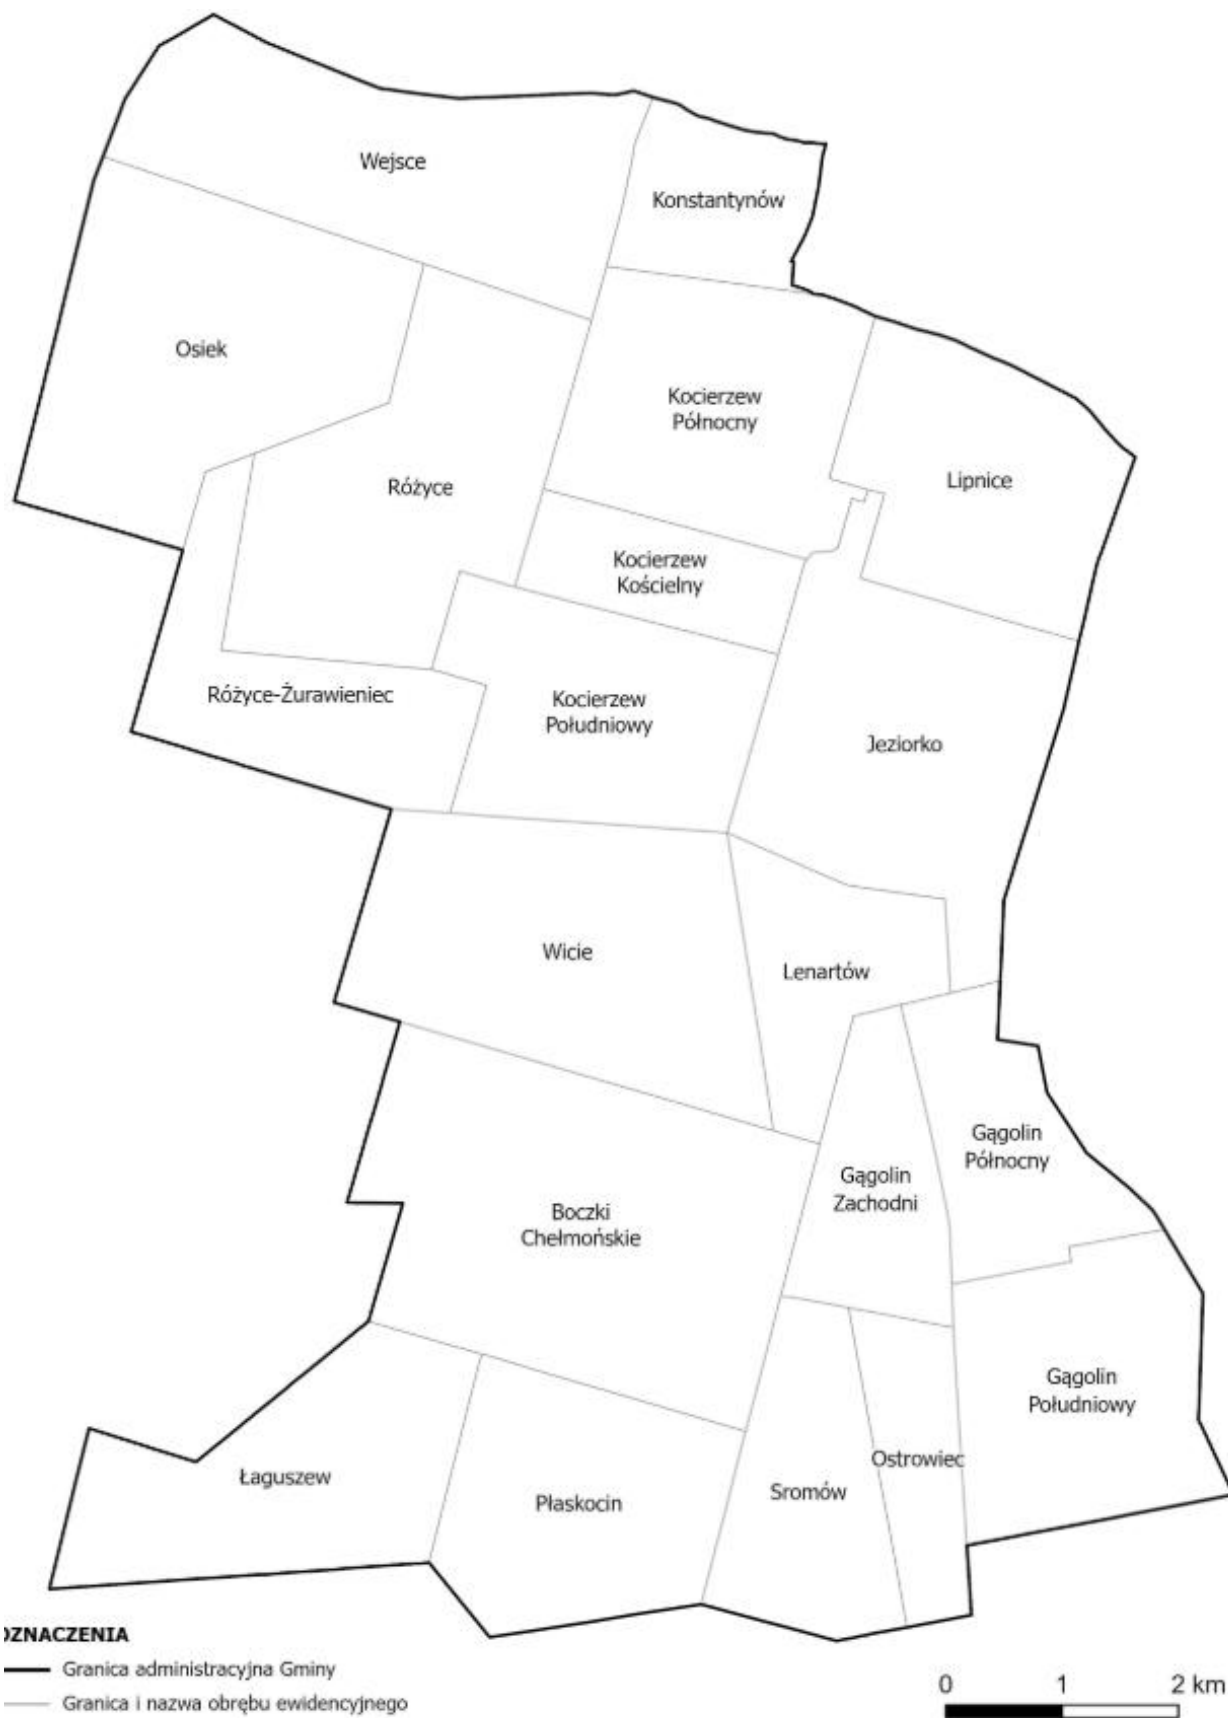 Wejsce
Konstantynów
Osiek
Kocierzew
Północny
Lipnice
Różyce
Kocierzew
Kościelny
Różyce-Żurawieniec
Kocierzew
Południowy
Jeziorko
Wicie
Lenartów
Gągolin
Północny
Gągolin
Zachodni
Boczki
Chełmońskie
Gągolin
Południowy
Ostrowiec
Łaguszew
Sromów
Płaskocin
OZNACZENIA
Granica administracyjna Gminy
Granica i nazwa obrębu ewidencyjnego
0 1 2 km